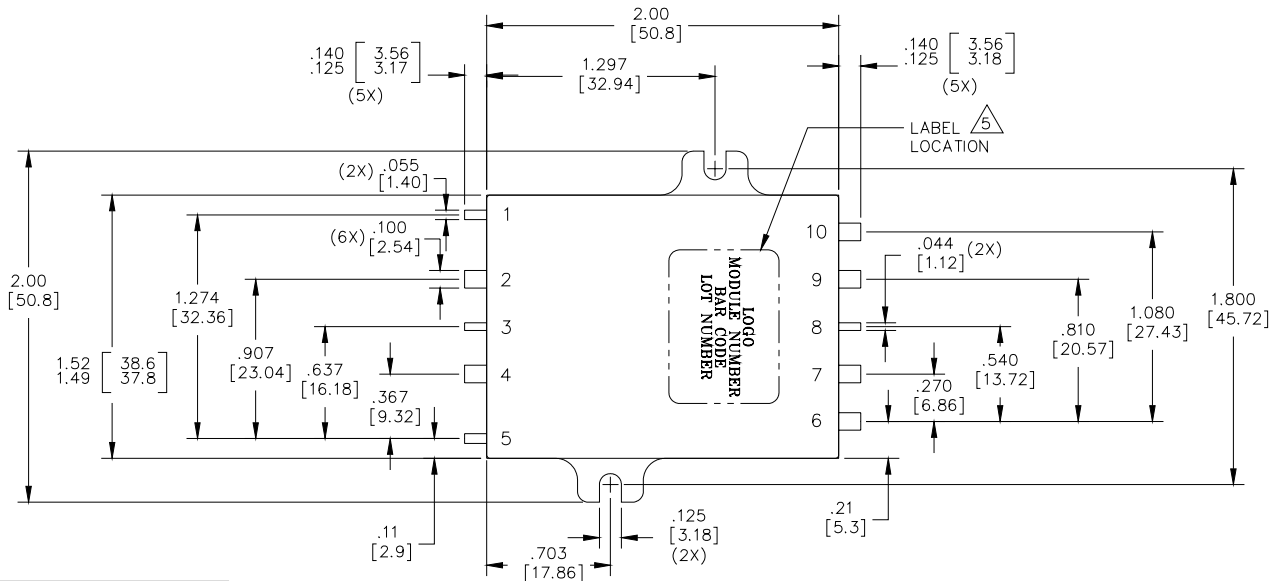 2.00
[50.8]
.140 [ 3.56
.125 3.17 ]
(5X)
1.297
[32.94]
.140 [ 3.56
.125 3.18 ]
(5X)
LABEL 5
LOCATION
(2X) .055
[1.40]
(6X) .100
[2.54]
2.00
[50.8]
1.52 [ 38.6
1.49 37.8 ]
1.274
[32.36]
.907
[23.04]
.637
[16.18]
.367
[9.32]
.11
[2.9]
1
2
3
4
5
LOGO
MODULE NUMBER
BAR CODE
LOT NUMBER
10
9
8
7
6
.044 (2X)
[1.12]
.270
[6.86]
.540
[13.72]
.810
[20.57]
1.080
[27.43]
1.800
[45.72]
.21
[5.3]
.125
[3.18]
(2X)
.703
[17.86]